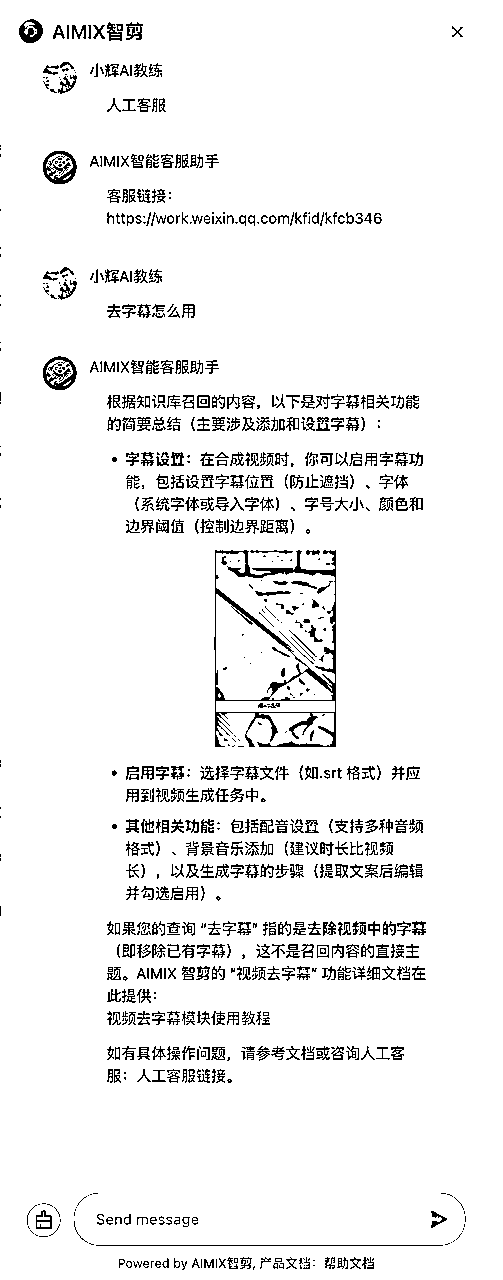 AIMIX智剪
小辉AI教练
人工客服
AIMIX智能客服助手
客服链接：
https://work.weixin.qq.com/kfid/kfcb346
小辉AI教练
去字幕怎么用
AIMIX智能客服助手
根据知识库召回的内容，以下是对字幕相关功能
的简要总结（主要涉及添加和设置字幕）：
• 字幕设置：在合成视频时，你可以启用字幕功
能，包括设置字幕位置（防止遮挡）、字体
（系统字体或导入字体）、字号大小、颜色和
边界阈值（控制边界距离）。
• 启用字幕：选择字幕文件（如.srt 格式）并应
用到视频生成任务中。
• 其他相关功能：包括配音设置（支持多种音频
格式）、背景音乐添加（建议时长比视频
长），以及生成字幕的步骤（提取文案后编辑
并勾选启用）。
如果您的查询 “去字幕” 指的是去除视频中的字幕
（即移除已有字幕），这不是召回内容的直接主
题。AIMIX 智剪的 “视频去字幕” 功能详细文档在
此提供：
视频去字幕模块使用教程
如有具体操作问题，请参考文档或咨询人工客
服：人工客服链接。
Send message
Powered by AIMIX智剪, 产品文档：帮助文档